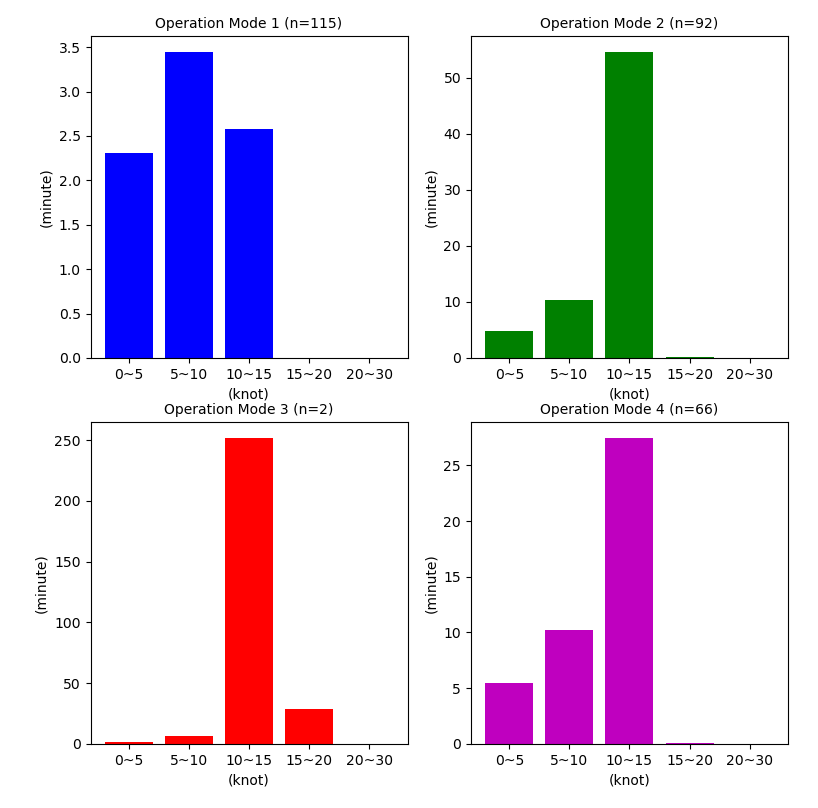 Operation Mode 1 (n=115)
3.5
3.0
2.5
2.0
1.5
1.0
0.5
0.0
(minute)
0~5 5~10 10~15 15~20 20~30
(knot)
Operation Mode 2 (n=92)
50
40
30
20
10
0
(minute)
0~5 5~10 10~15 15~20 20~30
(knot)
Operation Mode 3 (n=2)
250
200
150
100
50
0
(minute)
0~5 5~10 10~15 15~20 20~30
(knot)
Operation Mode 4 (n=66)
25
20
15
10
5
0
(minute)
0~5 5~10 10~15 15~20 20~30
(knot)